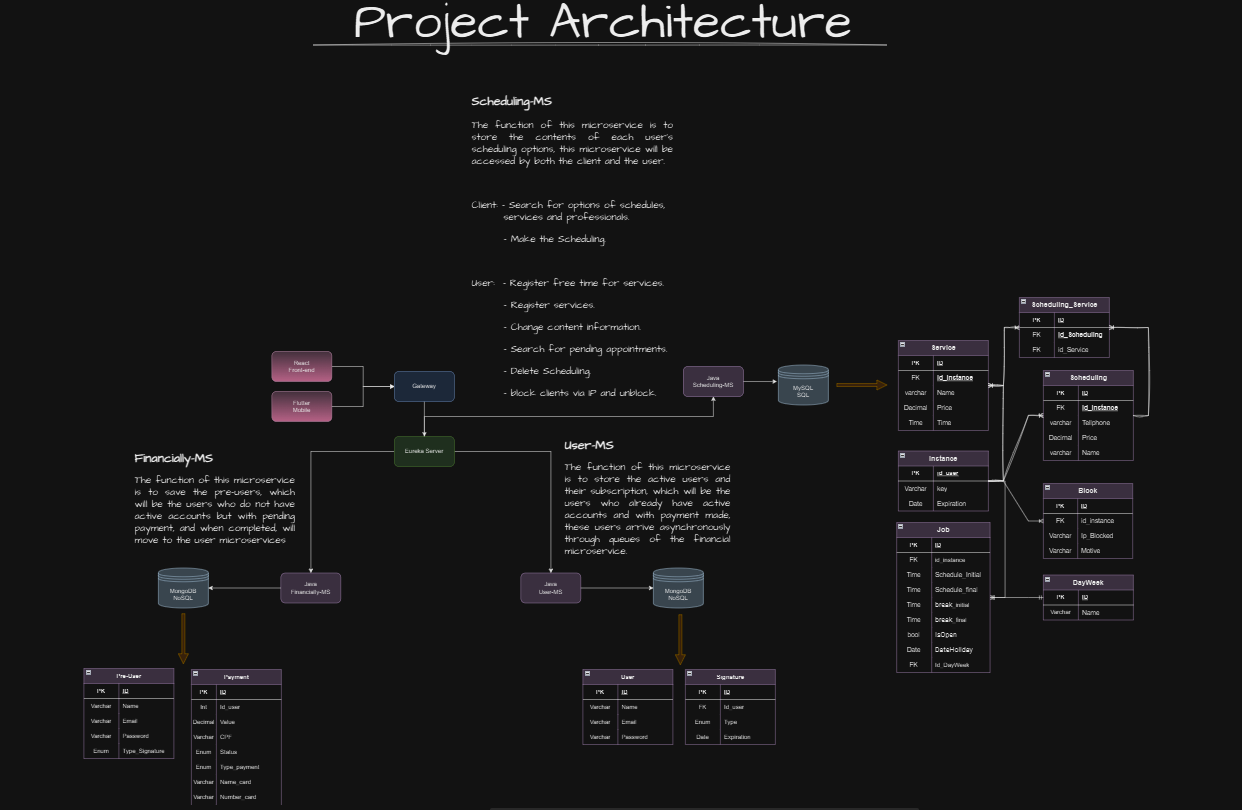 Project Architecture
Scheduling-MS
The function of this microservice is to
store the contents of each user's
scheduling options, this microservice will be
accessed by both the client and the user.
Client: - Search for options of schedules,
services and professionals.
- Make the Scheduling.
User: - Register free time for services.
- Register services.
- Change content information.
- Search for pending appointments.
- Delete Scheduling.
- block clients via IP and unblock.
React
Front-end
Flutter
Mobile
Gateway
Eureka Server
Java
Scheduling-MS
MySQL
SQL
Financially-MS
The function of this microservice
is to save the pre-users, which
will be the users who do not have
active accounts but with pending
payment, and when completed, will
move to the user microservices
User-MS
The function of this microservice
is to store the active users and
their subscription, which will be the
users who already have active
accounts and with payment made,
these users arrive asynchronously
through queues of the financial
microservice.
MongoDB
NoSQL
Java
Financially-MS
Java
User-MS
MongoDB
NoSQL
Scheduling_Service
PK ID
FK id_Scheduling
FK id_Service
Service
PK ID
FK id_instance
varchar Name
Decimal Price
Time Time
Scheduling
PK ID
FK id_instance
varchar Tellphone
Decimal Price
varchar Name
Instance
PK id_user
Varchar key
Date Expiration
Block
PK ID
FK id_instance
Varchar Ip_Blocked
Varchar Motive
Job
PK ID
FK id_instance
Time Schedule_initial
Time Schedule_final
Time break_initial
Time break_final
bool isOpen
Date DateHoliday
FK Id_DayWeek
DayWeek
PK ID
Varchar Name
Pre-User
PK ID
Varchar Name
Varchar Email
Varchar Password
Enum Type_Signature
Payment
PK ID
Int Id_user
Decimal Value
Varchar CPF
Enum Status
Enum Type_payment
Varchar Name_card
Varchar Number_card
User
PK ID
Varchar Name
Varchar Email
Varchar Password
Signature
PK ID
FK Id_user
Enum Type
Date Expiration